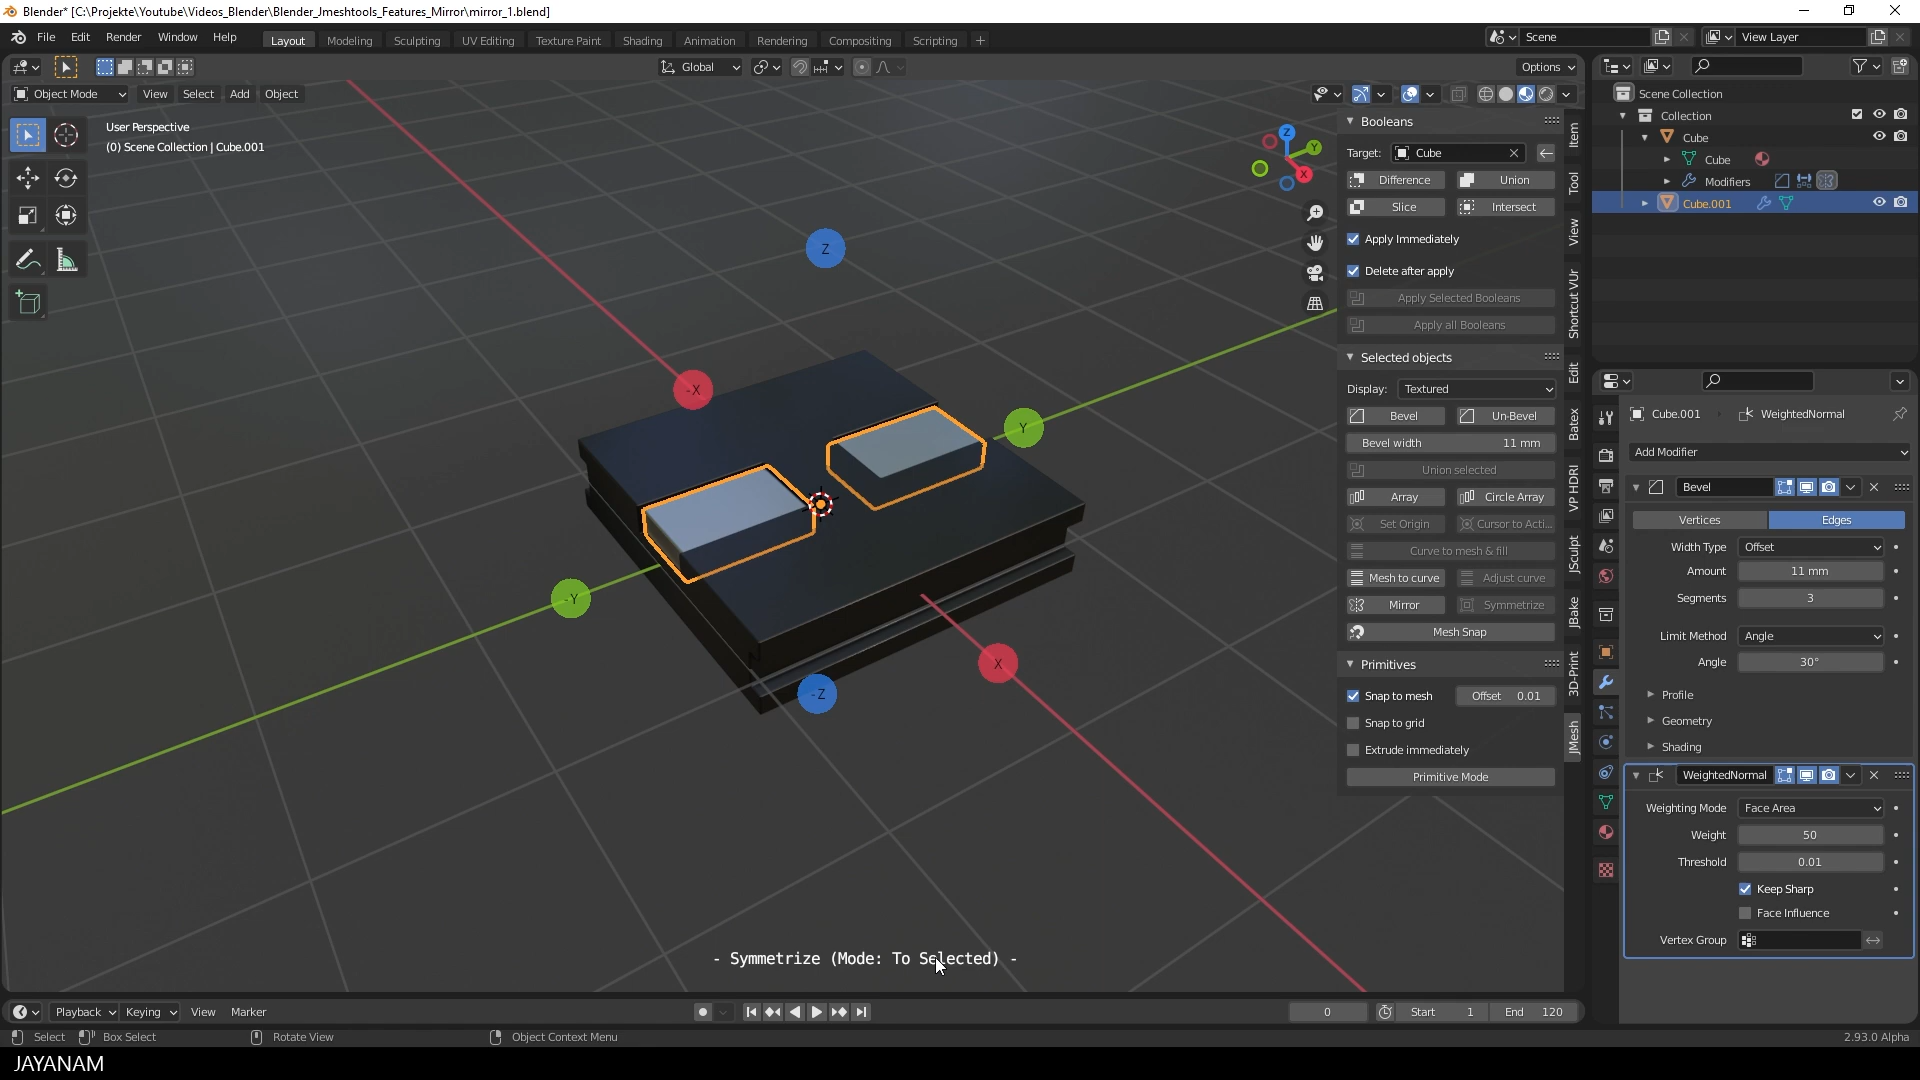 Blender* [C:\Projekte\Youtube\Videos_Blender\Blender_Jmeshtools_Features_Mirror\mirror_1.blend]
File Edit Render Window Help Layout Modeling Sculpting UV Editing Texture Paint Shading Animation Rendering Compositing Scripting + Scene View Layer
Global Options
Object Mode View Select Add Object
User Perspective
(0) Scene Collection | Cube.001
Z
Y
X
Z
-X
Y
-Y
X
-Z
- Symmetrize (Mode: To Selected) -
Booleans
Target: Cube
Difference Union
Slice Intersect
Apply Immediately
Delete after apply
Apply Selected Booleans
Apply all Booleans
Selected objects
Display: Textured
Bevel Un-Bevel
Bevel width 11 mm
Union selected
Array Circle Array
Set Origin Cursor to Acti...
Curve to mesh & fill
Mesh to curve Adjust curve
Mirror Symmetrize
Mesh Snap
Primitives
Snap to mesh Offset 0.01
Snap to grid
Extrude immediately
Primitive Mode
Item
Tool
View
Shortcut VUr
Edit
Batex
VP HDRI
JSculpt
JBake
3D-Print
JMesh
Scene Collection
Collection
Cube
Cube
Modifiers
Cube.001
Cube.001 WeightedNormal
Add Modifier
Bevel
Vertices Edges
Width Type Offset
Amount 11 mm
Segments 3
Limit Method Angle
Angle 30°
Profile
Geometry
Shading
WeightedNormal
Weighting Mode Face Area
Weight 50
Threshold 0.01
Keep Sharp
Face Influence
Vertex Group
Playback Keying View Marker 0 Start 1 End 120
Select Box Select Rotate View Object Context Menu 2.93.0 Alpha
JAYANAM